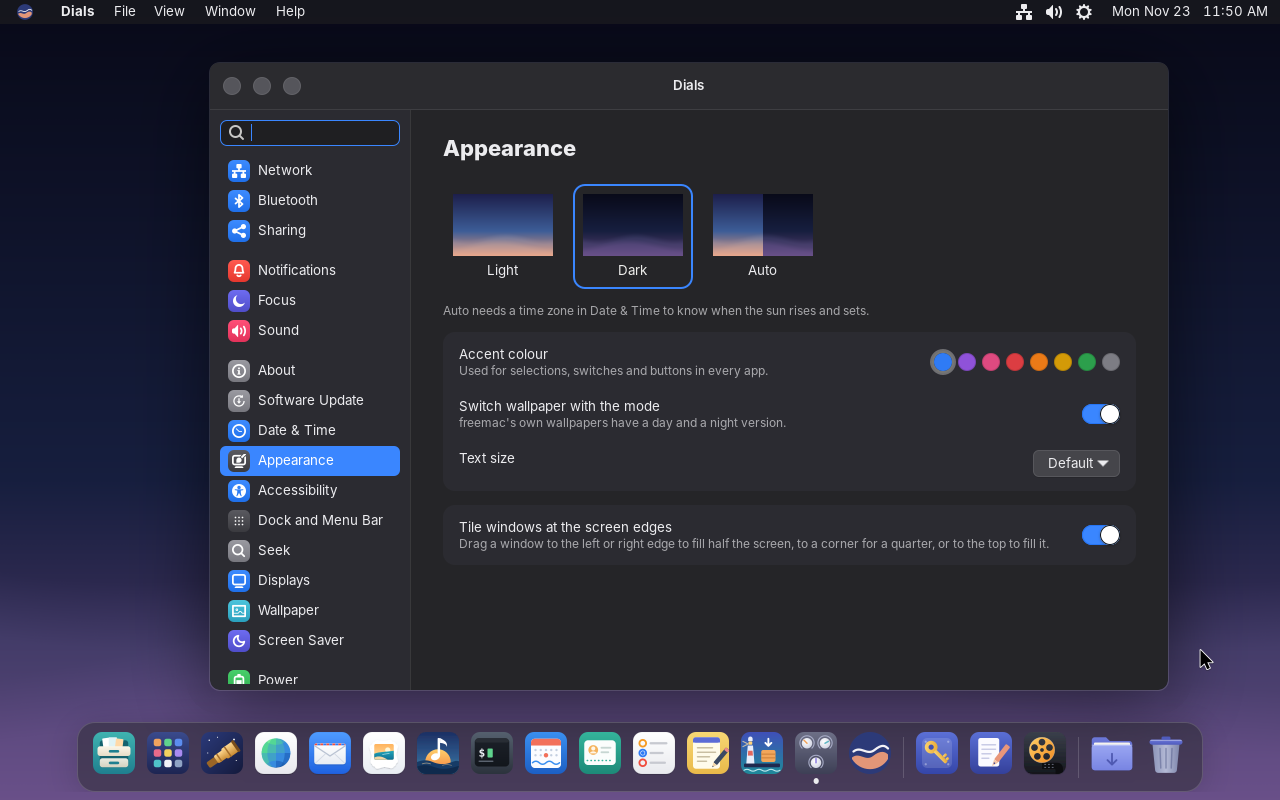 Dials File View Window Help Mon Nov 23 11:50 AM
Dials
Network
Bluetooth
Sharing
Notifications
Focus
Sound
About
Software Update
Date & Time
Appearance
Accessibility
Dock and Menu Bar
Seek
Displays
Wallpaper
Screen Saver
Power
Appearance
Light Dark Auto
Auto needs a time zone in Date & Time to know when the sun rises and sets.
Accent colour
Used for selections, switches and buttons in every app.
Switch wallpaper with the mode
freemac's own wallpapers have a day and a night version.
Text size Default
Tile windows at the screen edges
Drag a window to the left or right edge to fill half the screen, to a corner for a quarter, or to the top to fill it.
$